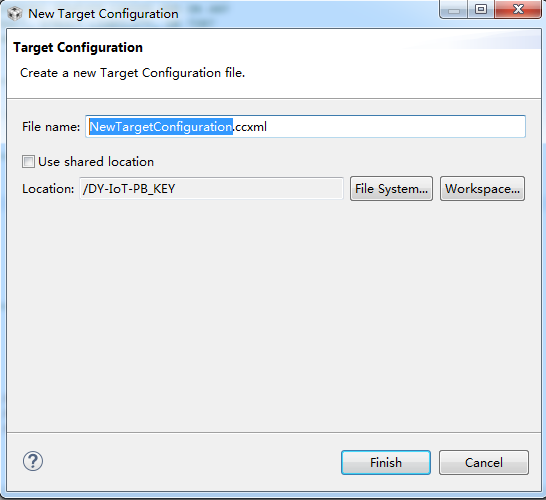 New Target Configuration
Target Configuration
Create a new Target Configuration file.
File name: NewTargetConfiguration.ccxml
Use shared location
Location: /DY-IoT-PB_KEY File System... Workspace...
?
Finish Cancel